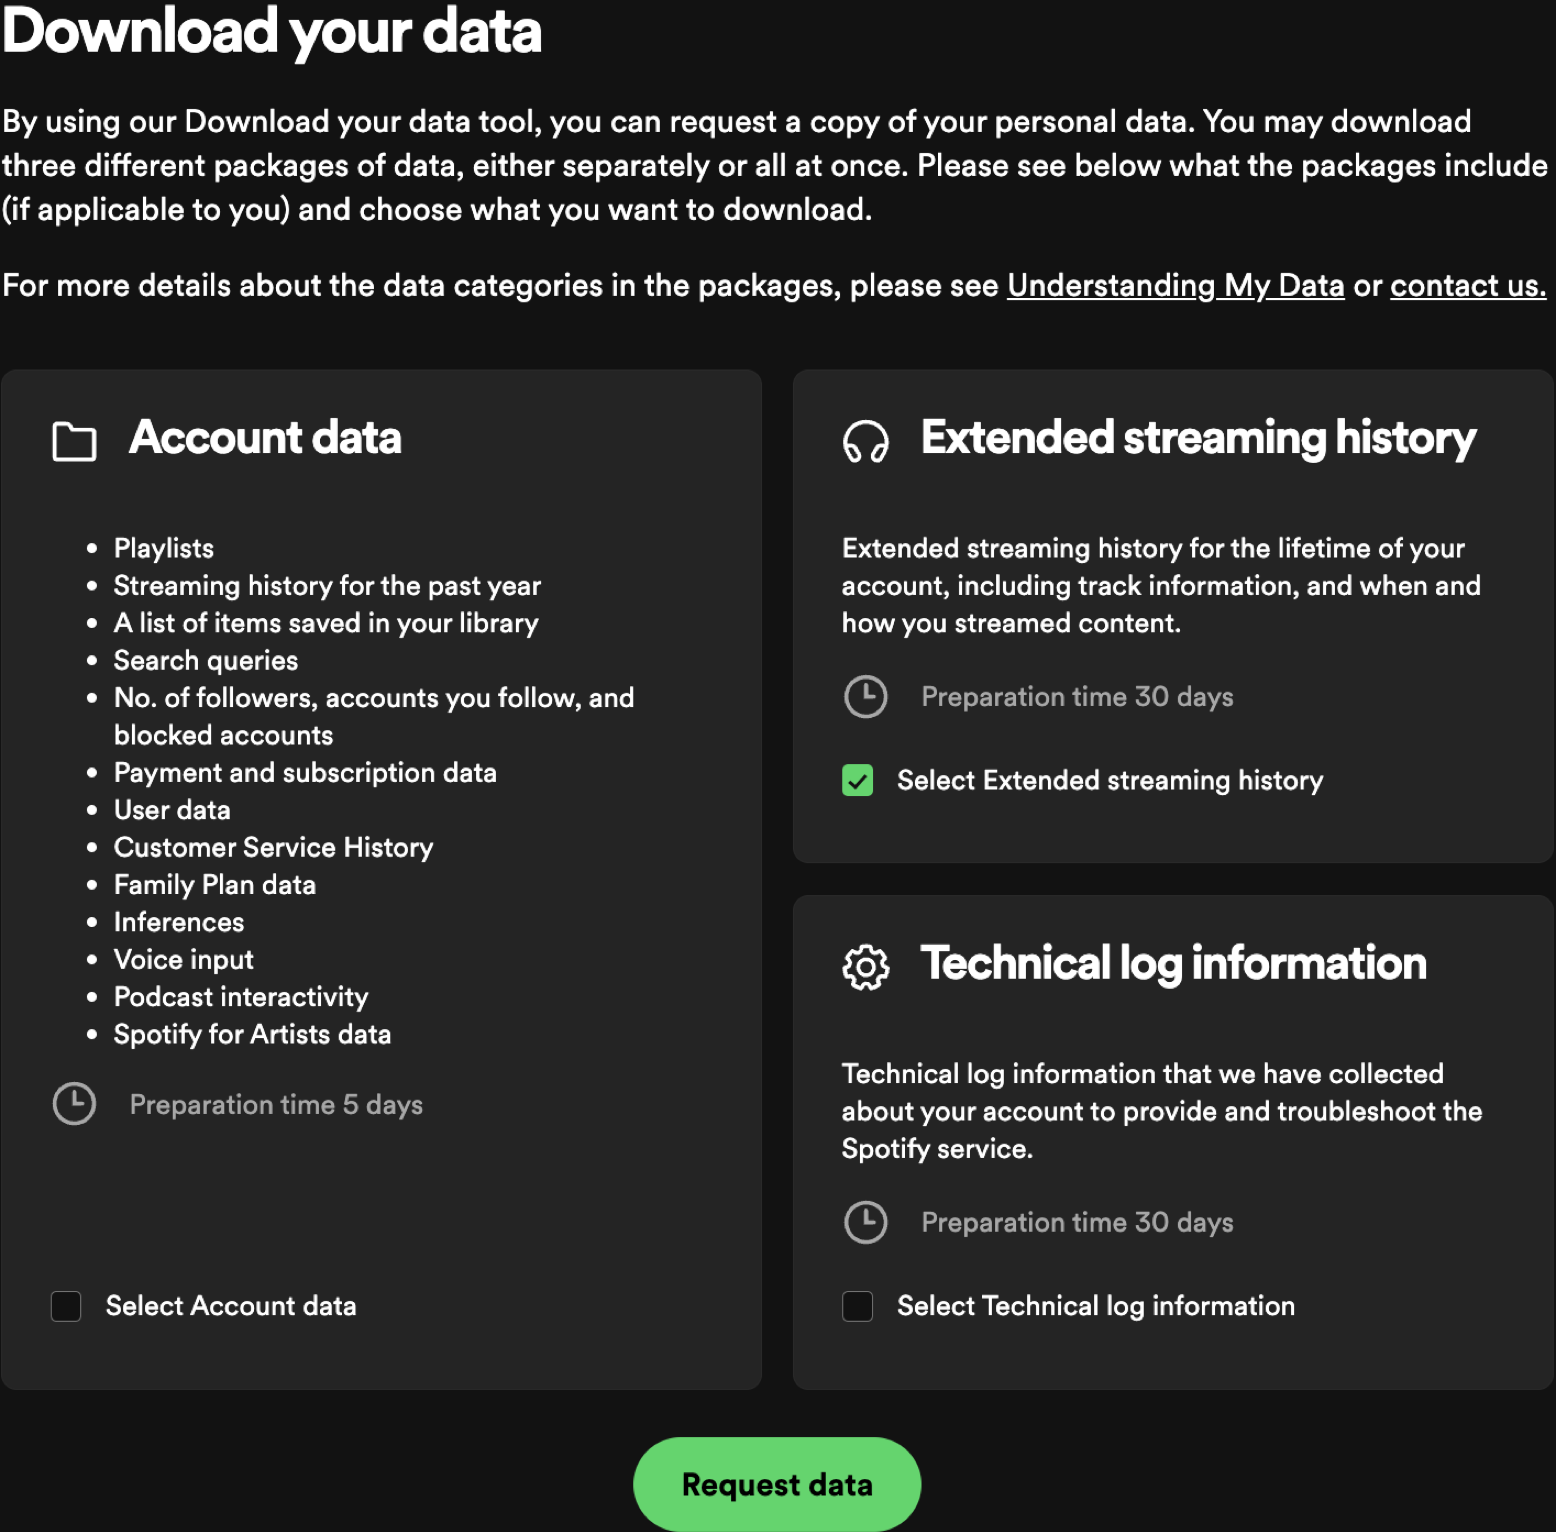 Download your data
By using our Download your data tool, you can request a copy of your personal data. You may download
three different packages of data, either separately or all at once. Please see below what the packages include
(if applicable to you) and choose what you want to download.
For more details about the data categories in the packages, please see Understanding My Data or contact us.
Account data
Playlists
Streaming history for the past year
A list of items saved in your library
Search queries
No. of followers, accounts you follow, and
blocked accounts
Payment and subscription data
User data
Customer Service History
Family Plan data
Inferences
Voice input
Podcast interactivity
Spotify for Artists data
Preparation time 5 days
Select Account data
Extended streaming history
Extended streaming history for the lifetime of your
account, including track information, and when and
how you streamed content.
Preparation time 30 days
Select Extended streaming history
Technical log information
Technical log information that we have collected
about your account to provide and troubleshoot the
Spotify service.
Preparation time 30 days
Select Technical log information
Request data